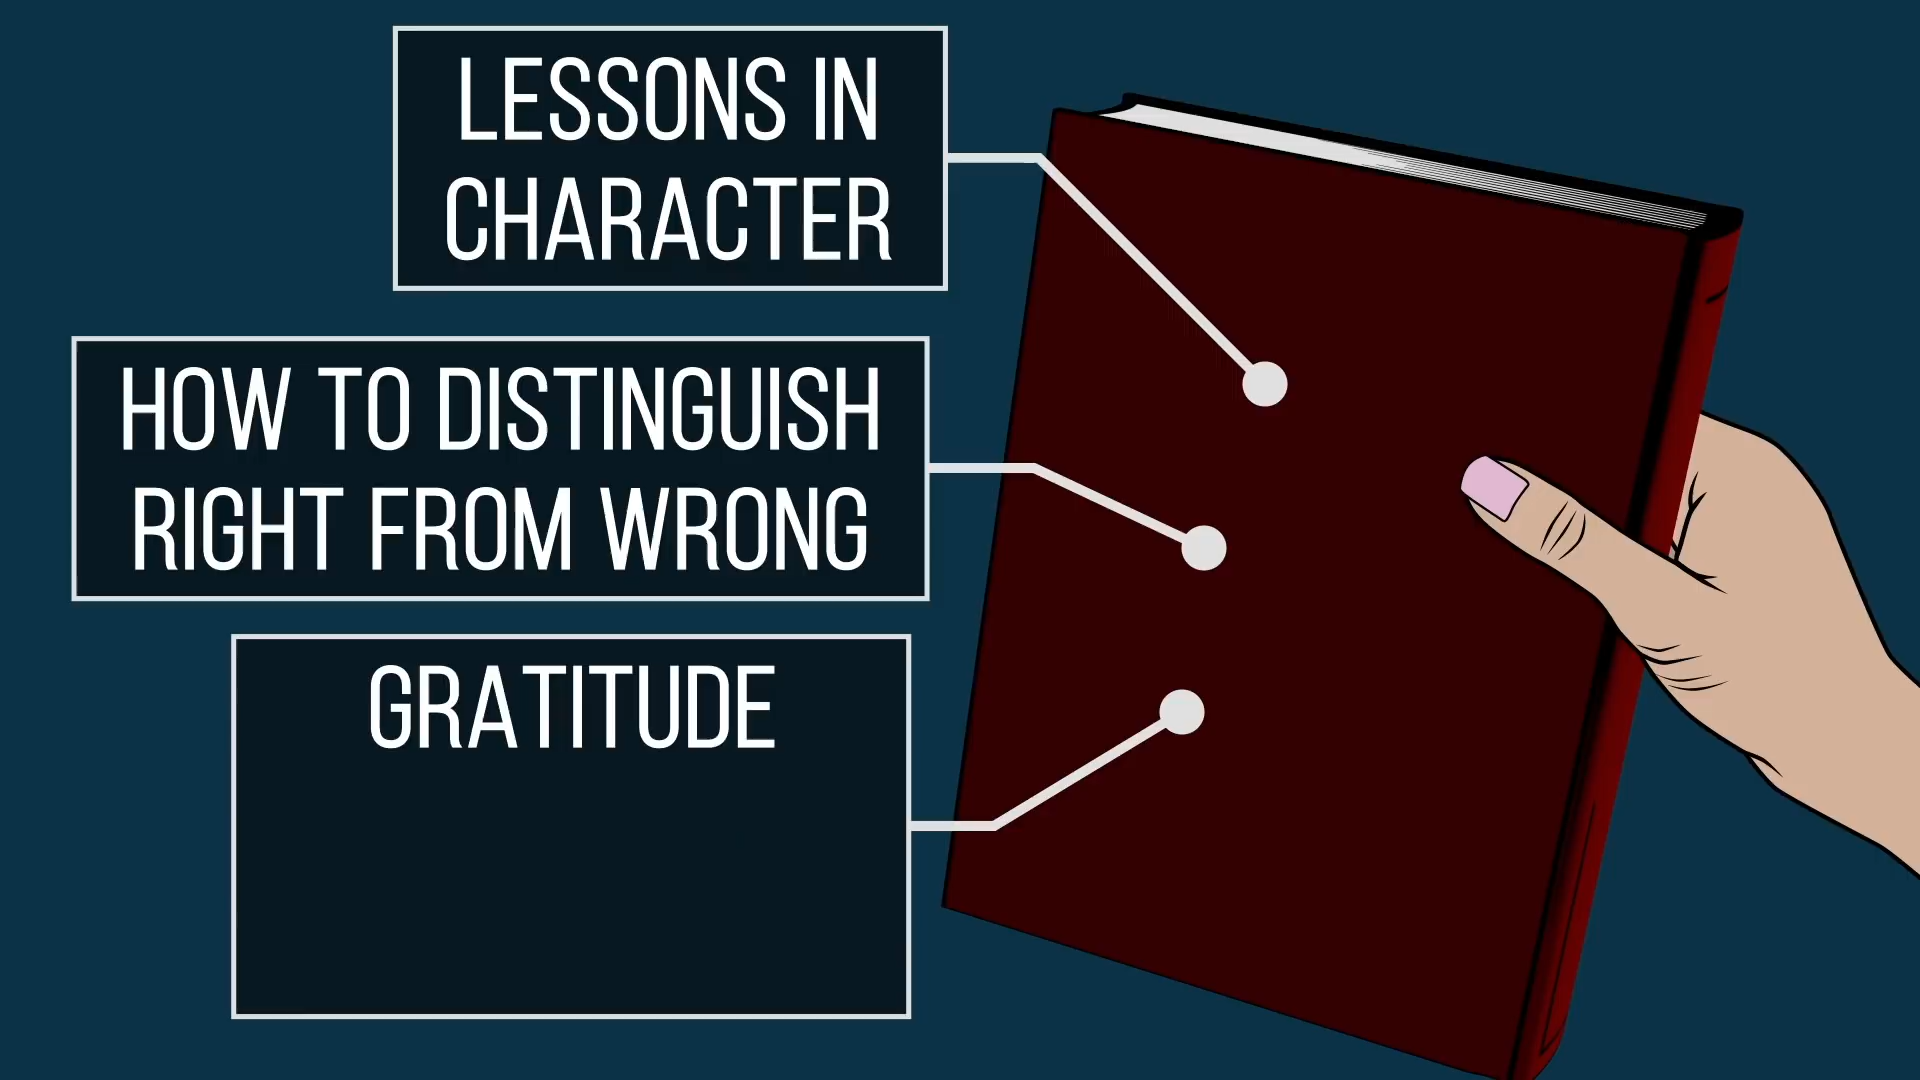 LESSONS IN
CHARACTER
HOW TO DISTINGUISH
RIGHT FROM WRONG
GRATITUDE